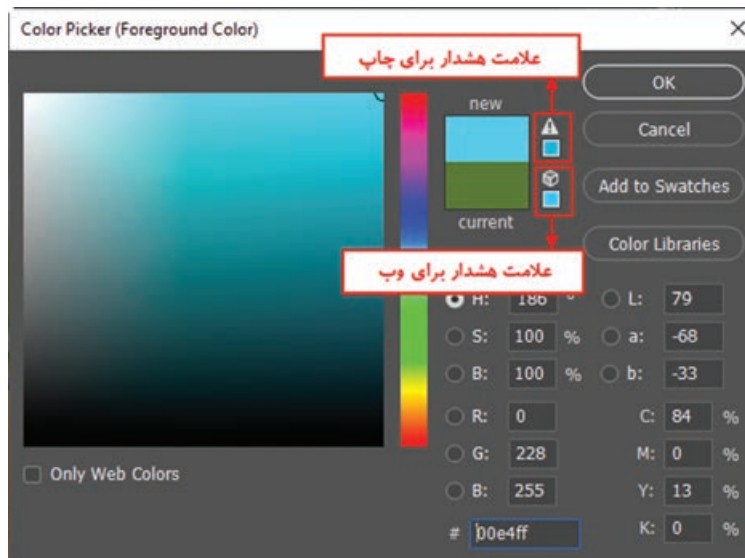 Color Picker (Foreground Color)
علامت هشدار برای چاپ
new
current
علامت هشدار برای وب
OK
Cancel
Add to Swatches
Color Libraries
H: 186 °
S: 100 %
B: 100 %
R: 0
G: 228
B: 255
# 00e4ff
L: 79
a: -68
b: -33
C: 84 %
M: 0 %
Y: 13 %
K: 0 %
Only Web Colors